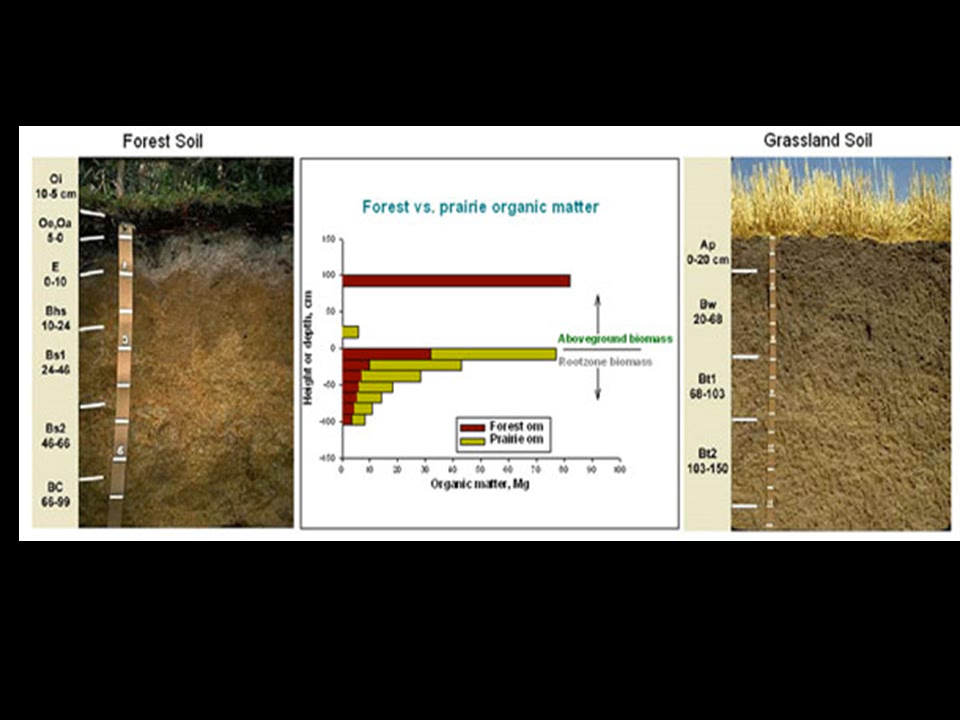 Forest Soil
Oi
10-5 cm
Oe,Oa
5-0
E
0-10
Bhs
10-24
Bs1
24-46
Bs2
46-66
BC
66-99
Forest vs. prairie organic matter
150
100
50
0
-50
-100
-150
Height or depth, cm
Aboveground biomass
Rootzone biomass
Forest om
Prairie om
0 10 20 30 40 50 60 70 80 90 100
Organic matter, Mg
Grassland Soil
Ap
0-20 cm
Bw
20-68
Bt1
68-103
Bt2
103-150